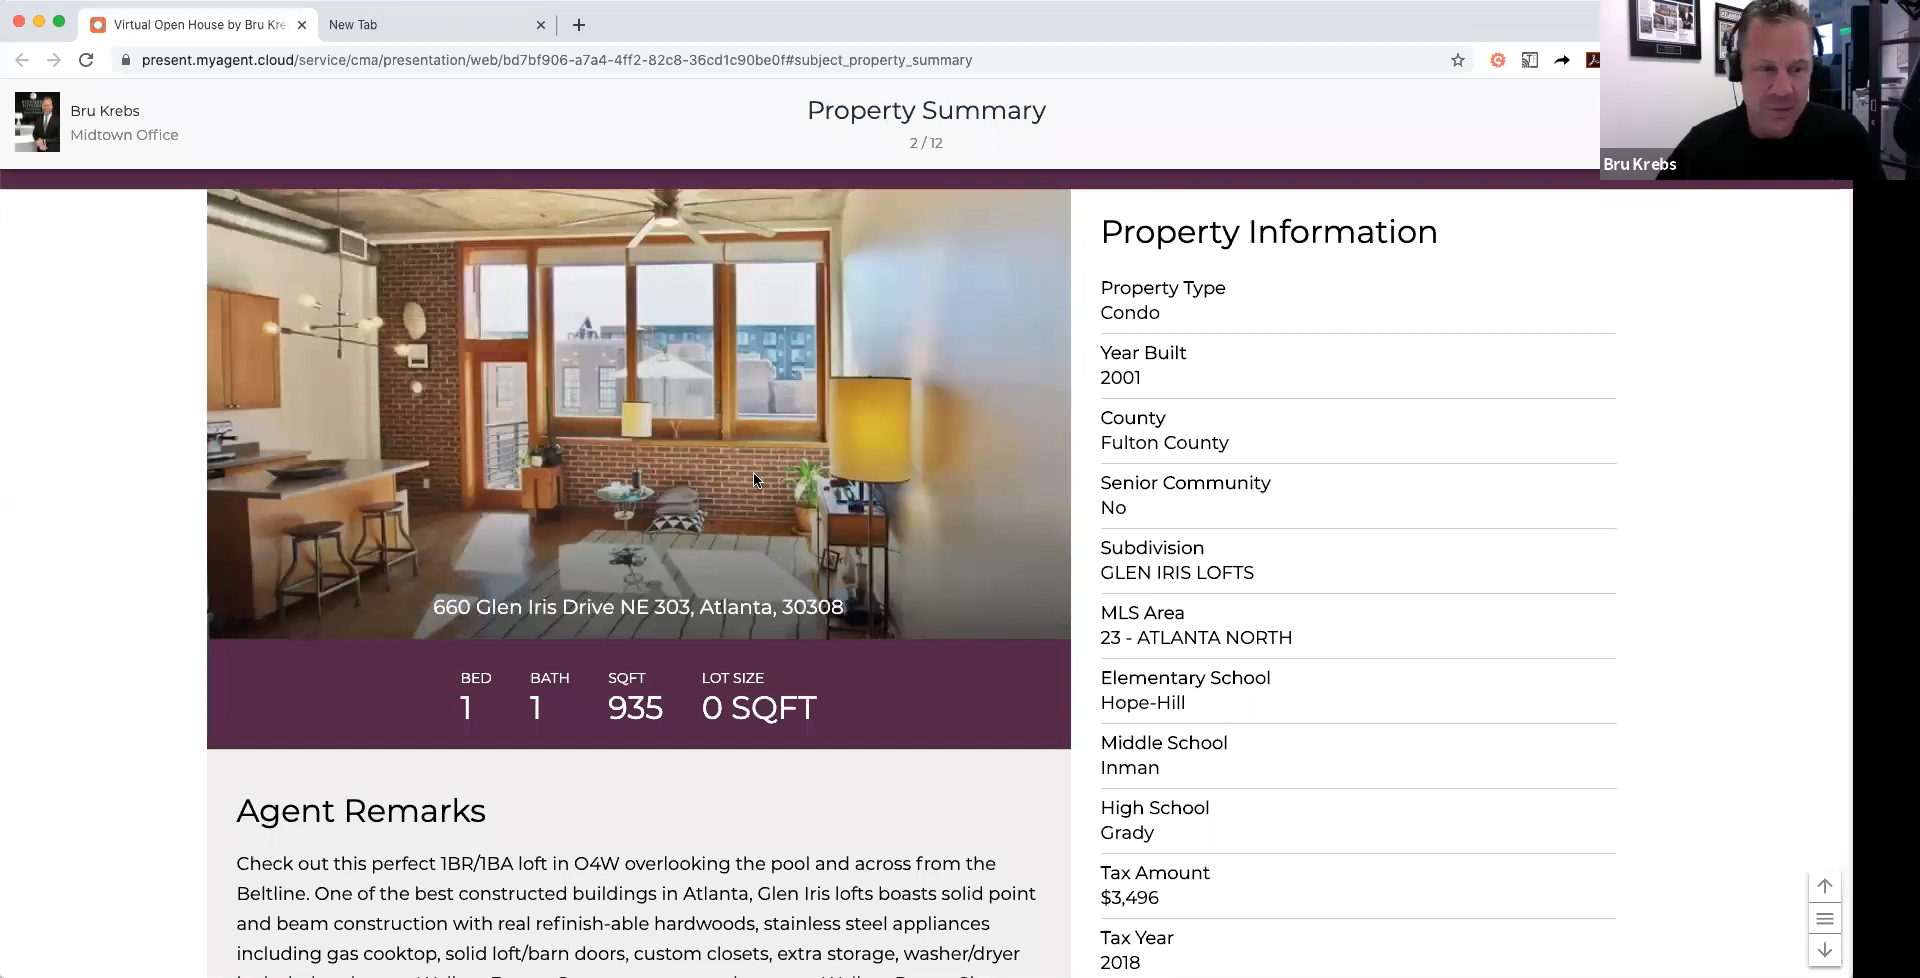 Virtual Open House by Bru Kre
New Tab
present.myagent.cloud/service/cma/presentation/web/bd7bf906-a7a4-4ff2-82c8-36cd1c90be0f#subject_property_summary
Bru Krebs
Midtown Office
Property Summary
2 / 12
Bru Krebs
660 Glen Iris Drive NE 303, Atlanta, 30308
BED BATH SQFT LOT SIZE
1 1 935 0 SQFT
Agent Remarks
Check out this perfect 1BR/1BA loft in O4W overlooking the pool and across from the
Beltline. One of the best constructed buildings in Atlanta, Glen Iris lofts boasts solid point
and beam construction with real refinish-able hardwoods, stainless steel appliances
including gas cooktop, solid loft/barn doors, custom closets, extra storage, washer/dryer
Property Information
Property Type
Condo
Year Built
2001
County
Fulton County
Senior Community
No
Subdivision
GLEN IRIS LOFTS
MLS Area
23 - ATLANTA NORTH
Elementary School
Hope-Hill
Middle School
Inman
High School
Grady
Tax Amount
$3,496
Tax Year
2018